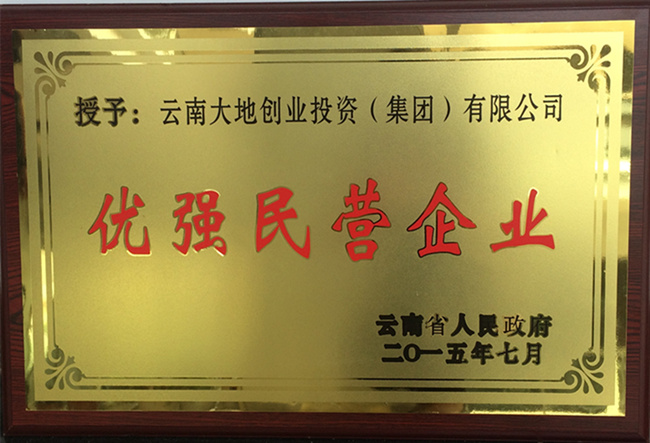 授予：云南大地创业投资（集团）有限公司
优强民营企业
云南省人民政府
二〇一五年七月